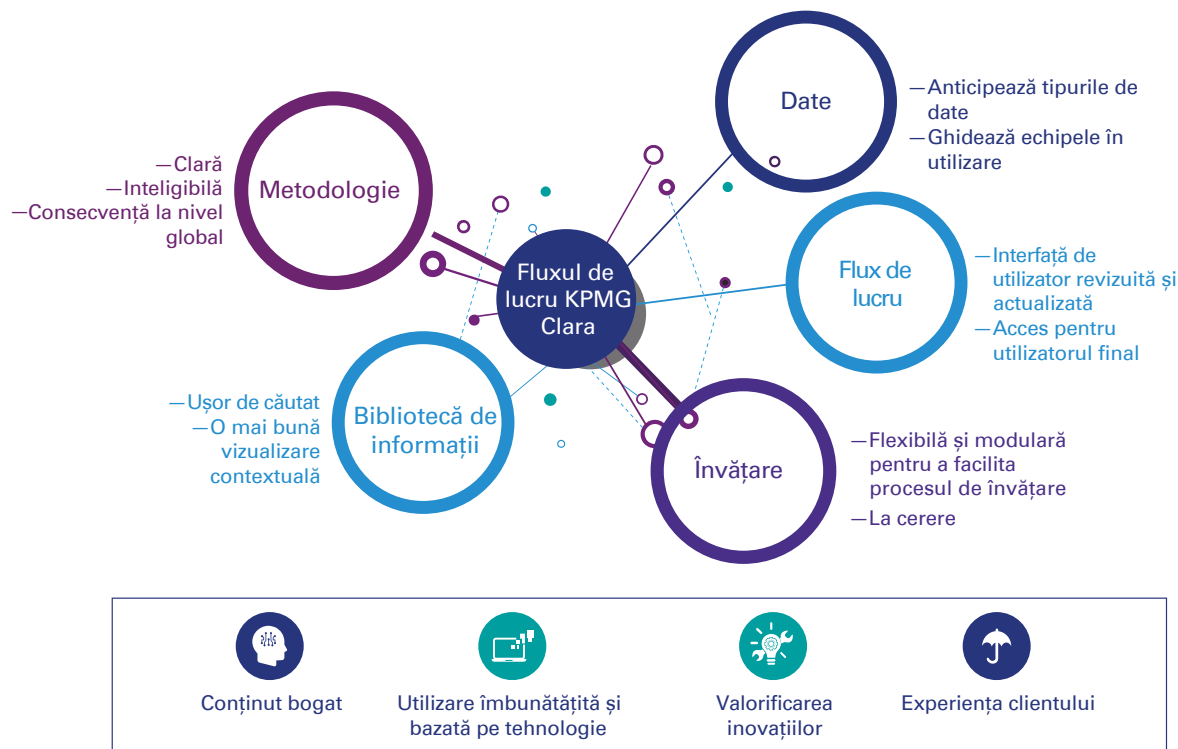 Metodologie
—Clară
—Inteligibilă
—Consecvență la nivel
global
Date
—Anticipează tipurile de
date
—Ghidează echipele în
utilizare
Fluxul de
lucru KPMG
Clara
Flux de
lucru
—Interfață de
utilizator revizuită și
actualizată
—Acces pentru
utilizatorul final
Bibliotecă de
informații
—Ușor de căutat
—O mai bună
vizualizare
contextuală
Învățare
—Flexibilă și modulară
pentru a facilita
procesul de învățare
—La cerere
Conținut bogat
Utilizare îmbunătățită și
bazată pe tehnologie
Valorificarea
inovațiilor
Experiența clientului